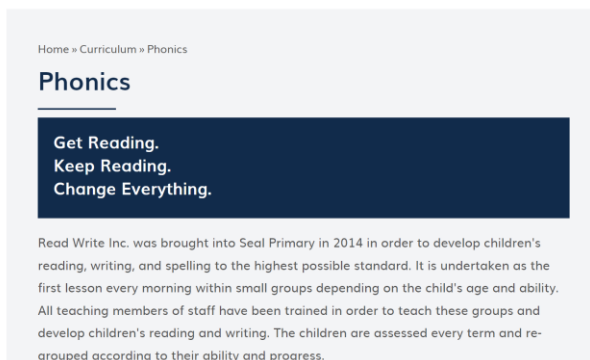 Home » Curriculum » Phonics
Phonics
Get Reading.
Keep Reading.
Change Everything.
Read Write Inc. was brought into Seal Primary in 2014 in order to develop children's
reading, writing, and spelling to the highest possible standard. It is undertaken as the
first lesson every morning within small groups depending on the child's age and ability.
All teaching members of staff have been trained in order to teach these groups and
develop children's reading and writing. The children are assessed every term and re-
grouped according to their ability and progress.